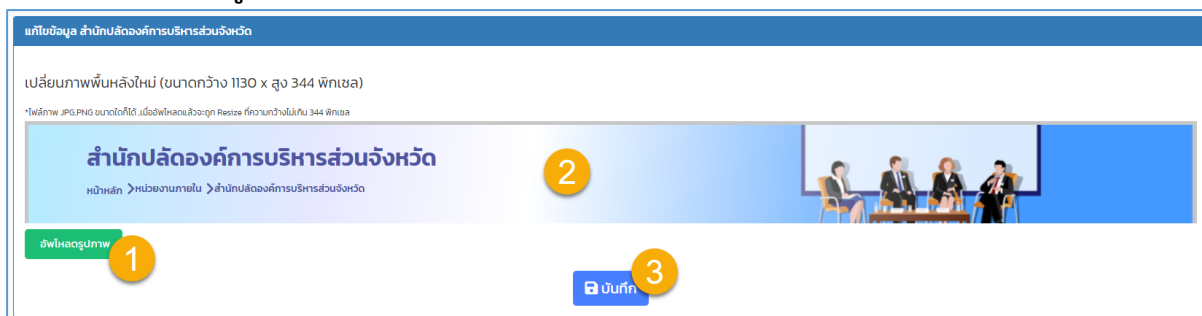 แก้ไขข้อมูล สำนักปลัดองค์การบริหารส่วนจังหวัด
เปลี่ยนภาพพื้นหลังใหม่ (ขนาดกว้าง 1130 x สูง 344 พิกเซล)
*ไฟล์ภาพ JPG,PNG ขนาดใดก็ได้ ,เมื่ออัพโหลดแล้วจะถูก Resize ที่ความกว้างไม่เกิน 344 พิกเซล
สำนักปลัดองค์การบริหารส่วนจังหวัด
หน้าหลัก >หน่วยงานภายใน >สำนักปลัดองค์การบริหารส่วนจังหวัด
2
อัพโหลดรูปภาพ
1
บันทึก
3